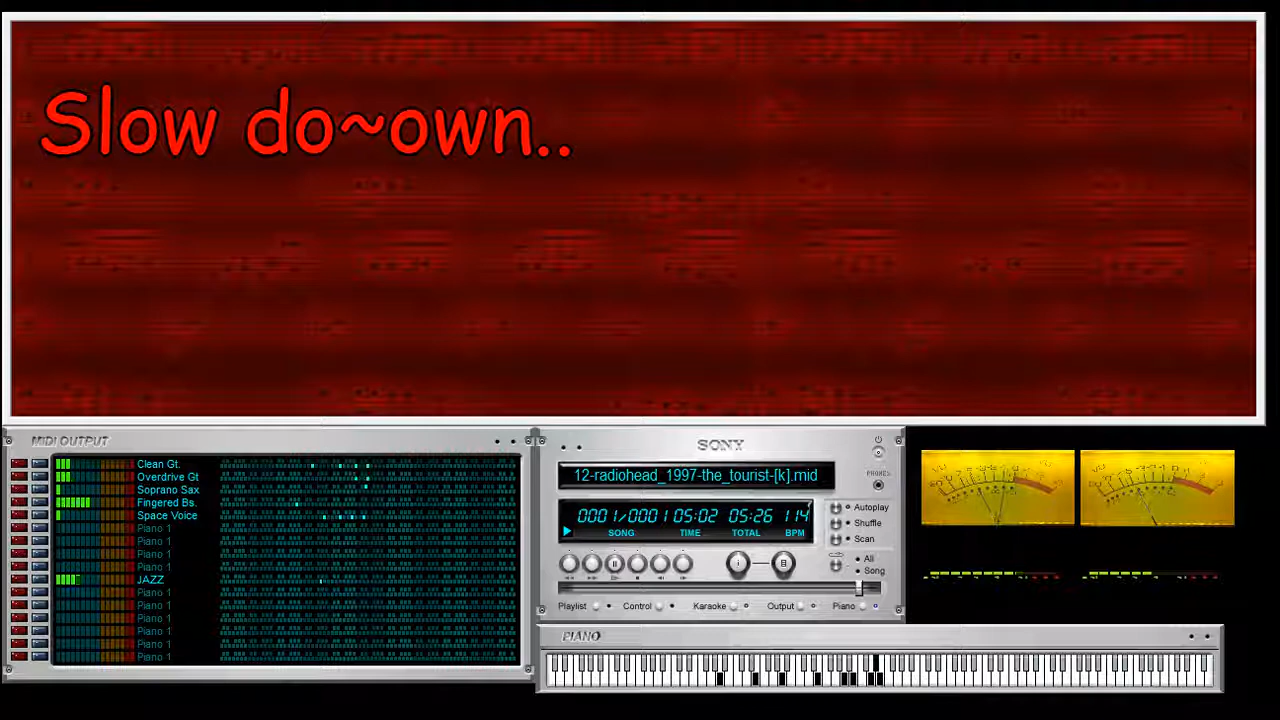 Slow do~own..
MIDI OUTPUT
Clean Gt.
Overdrive Gt
Soprano Sax
Fingered Bs.
Space Voice
Piano 1
Piano 1
Piano 1
Piano 1
JAZZ
Piano 1
Piano 1
Piano 1
Piano 1
Piano 1
Piano 1
SONY
PHONES
12-radiohead_1997-the_tourist-[k].mid
0001/0001 05:02 05:26 114
SONG TIME TOTAL BPM
Autoplay
Shuffle
Scan
All
Song
Playlist Control Karaoke Output Piano
PIANO